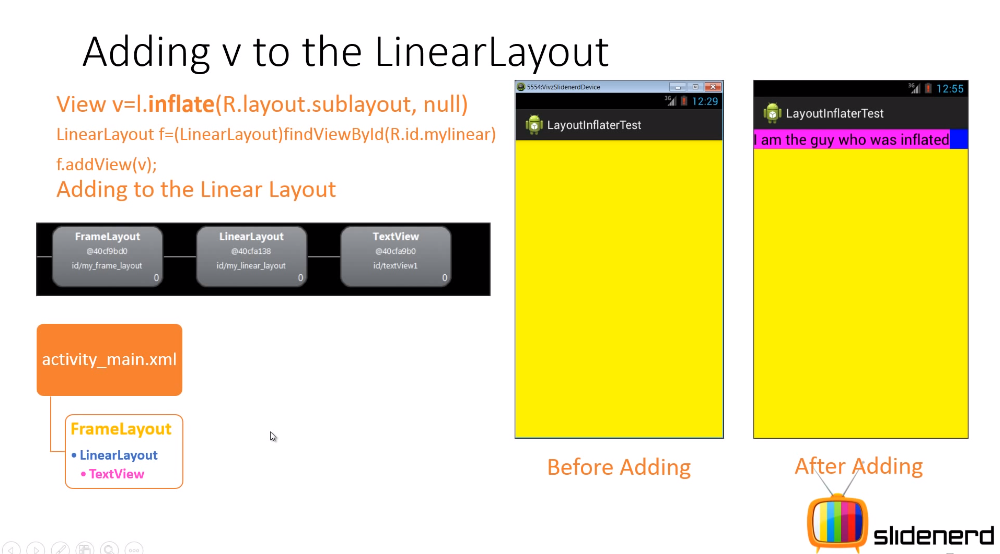 Adding v to the LinearLayout
View v=l.inflate(R.layout.sublayout, null)
LinearLayout f=(LinearLayout)findViewById(R.id.mylinear)
f.addView(v);
Adding to the Linear Layout
FrameLayout
@40cf9bd0
id/my_frame_layout
0
LinearLayout
@40cfa138
id/my_linear_layout
0
TextView
@40cfa9b0
id/textView1
0
activity_main.xml
FrameLayout
• LinearLayout
• TextView
5554:VivzSlidenerdDevice
3G 12:29
LayoutInflaterTest
Before Adding
3G 12:55
LayoutInflaterTest
I am the guy who was inflated
After Adding
slidenerd